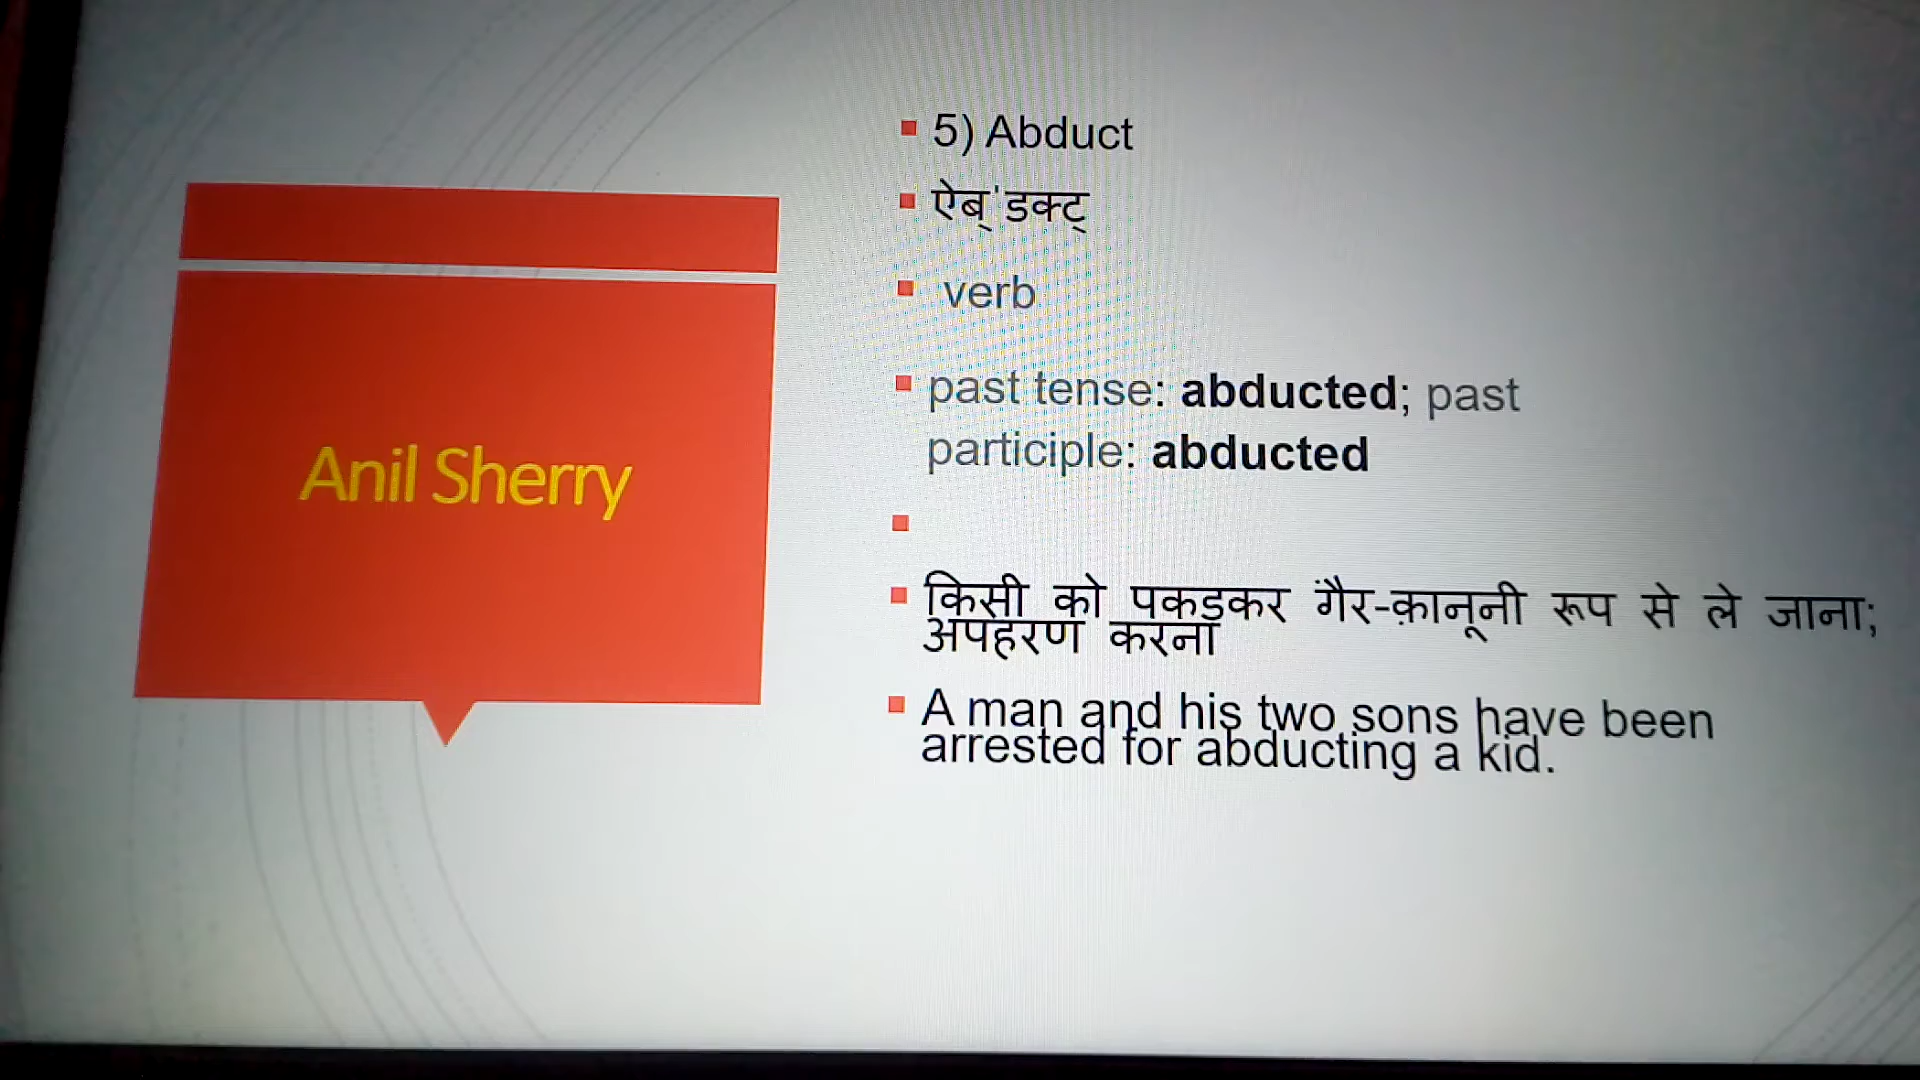 Anil Sherry
5) Abduct
ऐब्'डक्ट्
verb
past tense: abducted; past
participle: abducted
किसी को पकड़कर ग़ैर-क़ानूनी रूप से ले जाना;
अपहरण करना
A man and his two sons have been
arrested for abducting a kid.